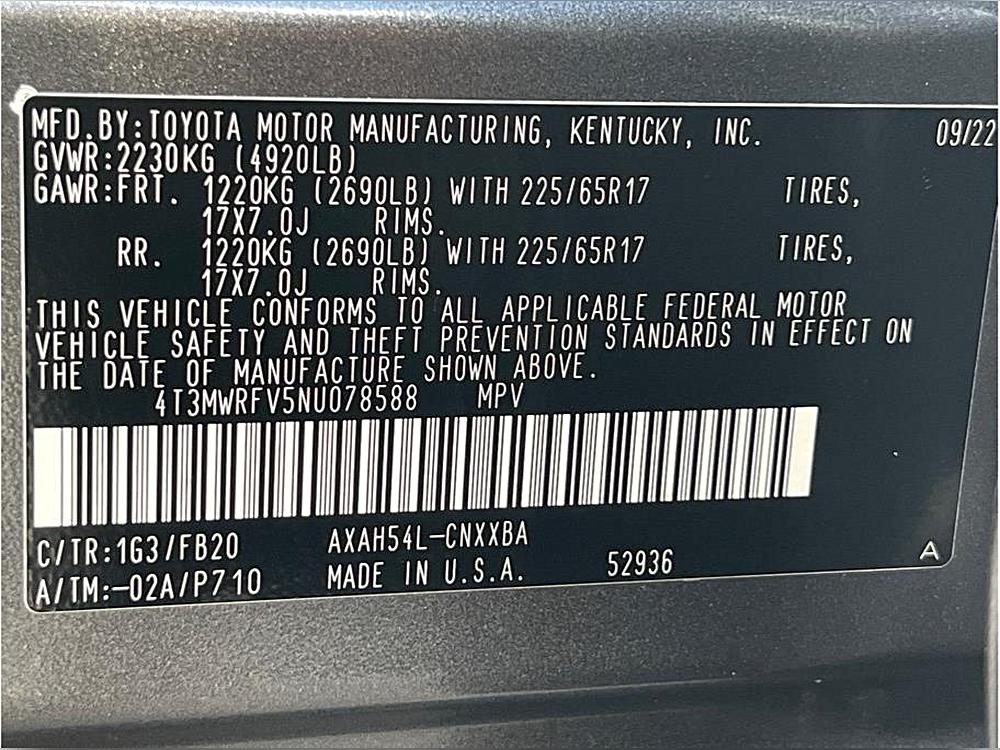 MFD.BY:TOYOTA MOTOR MANUFACTURING, KENTUCKY, INC. 09/22
GVWR:2230KG (4920LB)
GAWR:FRT. 1220KG (2690LB) WITH 225/65R17 TIRES,
17X7.0J RIMS.
RR. 1220KG (2690LB) WITH 225/65R17 TIRES,
17X7.0J RIMS.
THIS VEHICLE CONFORMS TO ALL APPLICABLE FEDERAL MOTOR
VEHICLE SAFETY AND THEFT PREVENTION STANDARDS IN EFFECT ON
THE DATE OF MANUFACTURE SHOWN ABOVE.
4T3MWRFV5NU078588 MPV
C/TR:1G3/FB20 AXAH54L-CNXXBA
A/TM:-02A/P710 MADE IN U.S.A. 52936 A